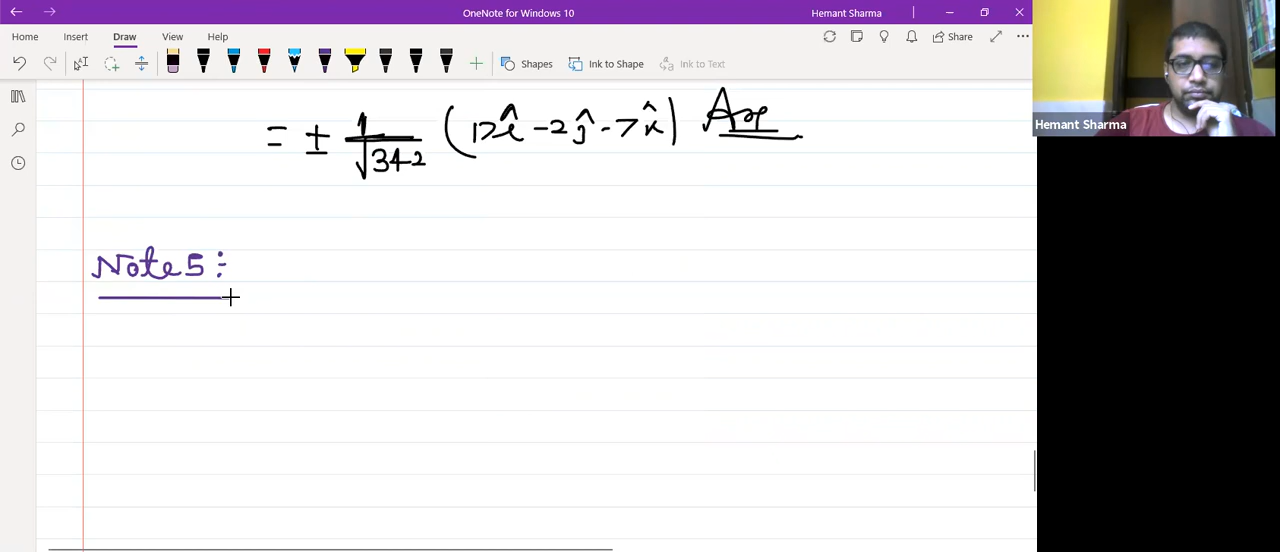 OneNote for Windows 10
Hemant Sharma
Home Insert Draw View Help
Share
Shapes Ink to Shape Ink to Text
= ± 1/√342 (17î - 2ĵ - 7k̂) Ans
Note 5 :
Hemant Sharma